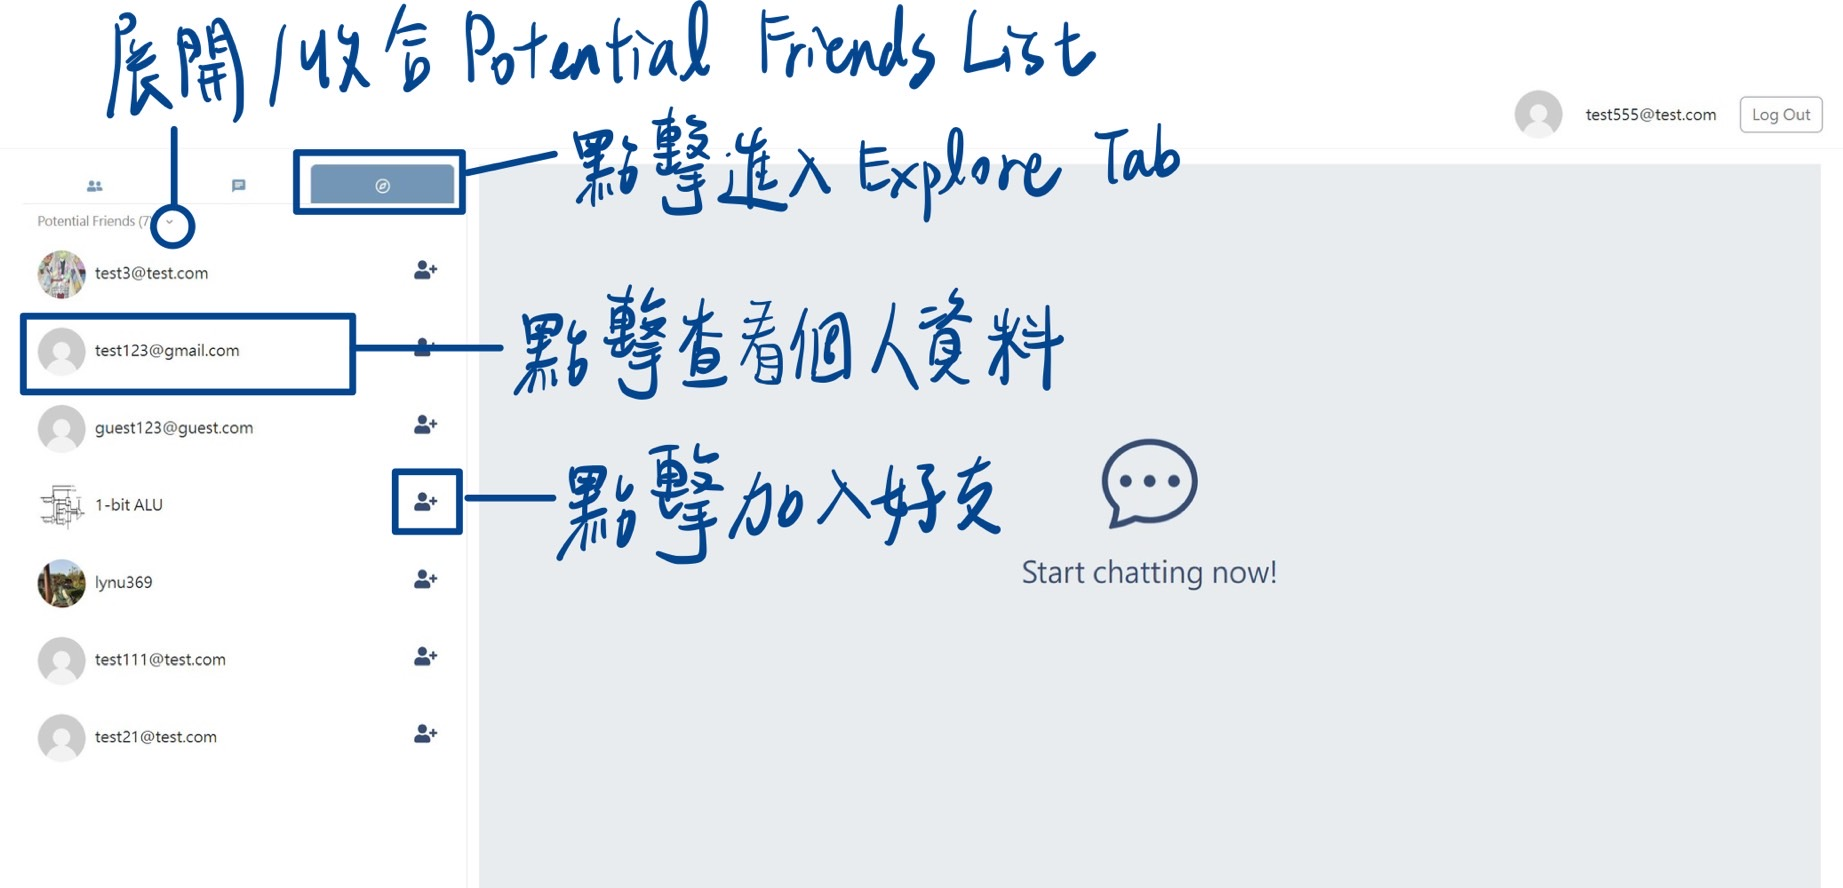 展開/收合 Potential Friends List
test555@test.com
Log Out
點擊進入 Explore Tab
Potential Friends (7)
test3@test.com
點擊查看個人資料
test123@gmail.com
guest123@guest.com
點擊加入好友
1-bit ALU
Start chatting now!
lynu369
test111@test.com
test21@test.com